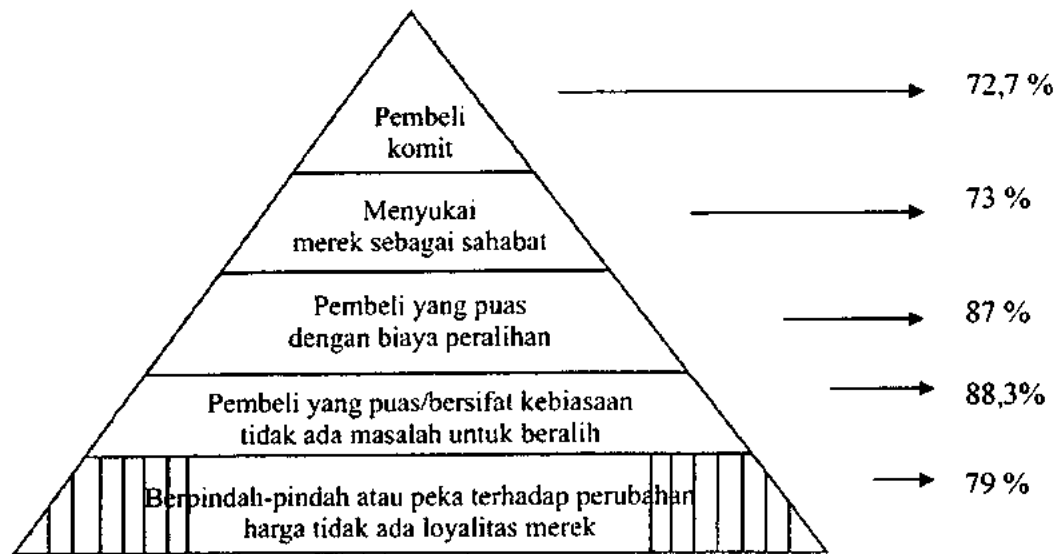 Pembeli
komit
72,7 %
Menyukai
merek sebagai sahabat
73 %
Pembeli yang puas
dengan biaya peralihan
87 %
Pembeli yang puas/bersifat kebiasaan
tidak ada masalah untuk beralih
88,3%
Berpindah-pindah atau peka terhadap perubahan
harga tidak ada loyalitas merek
79 %